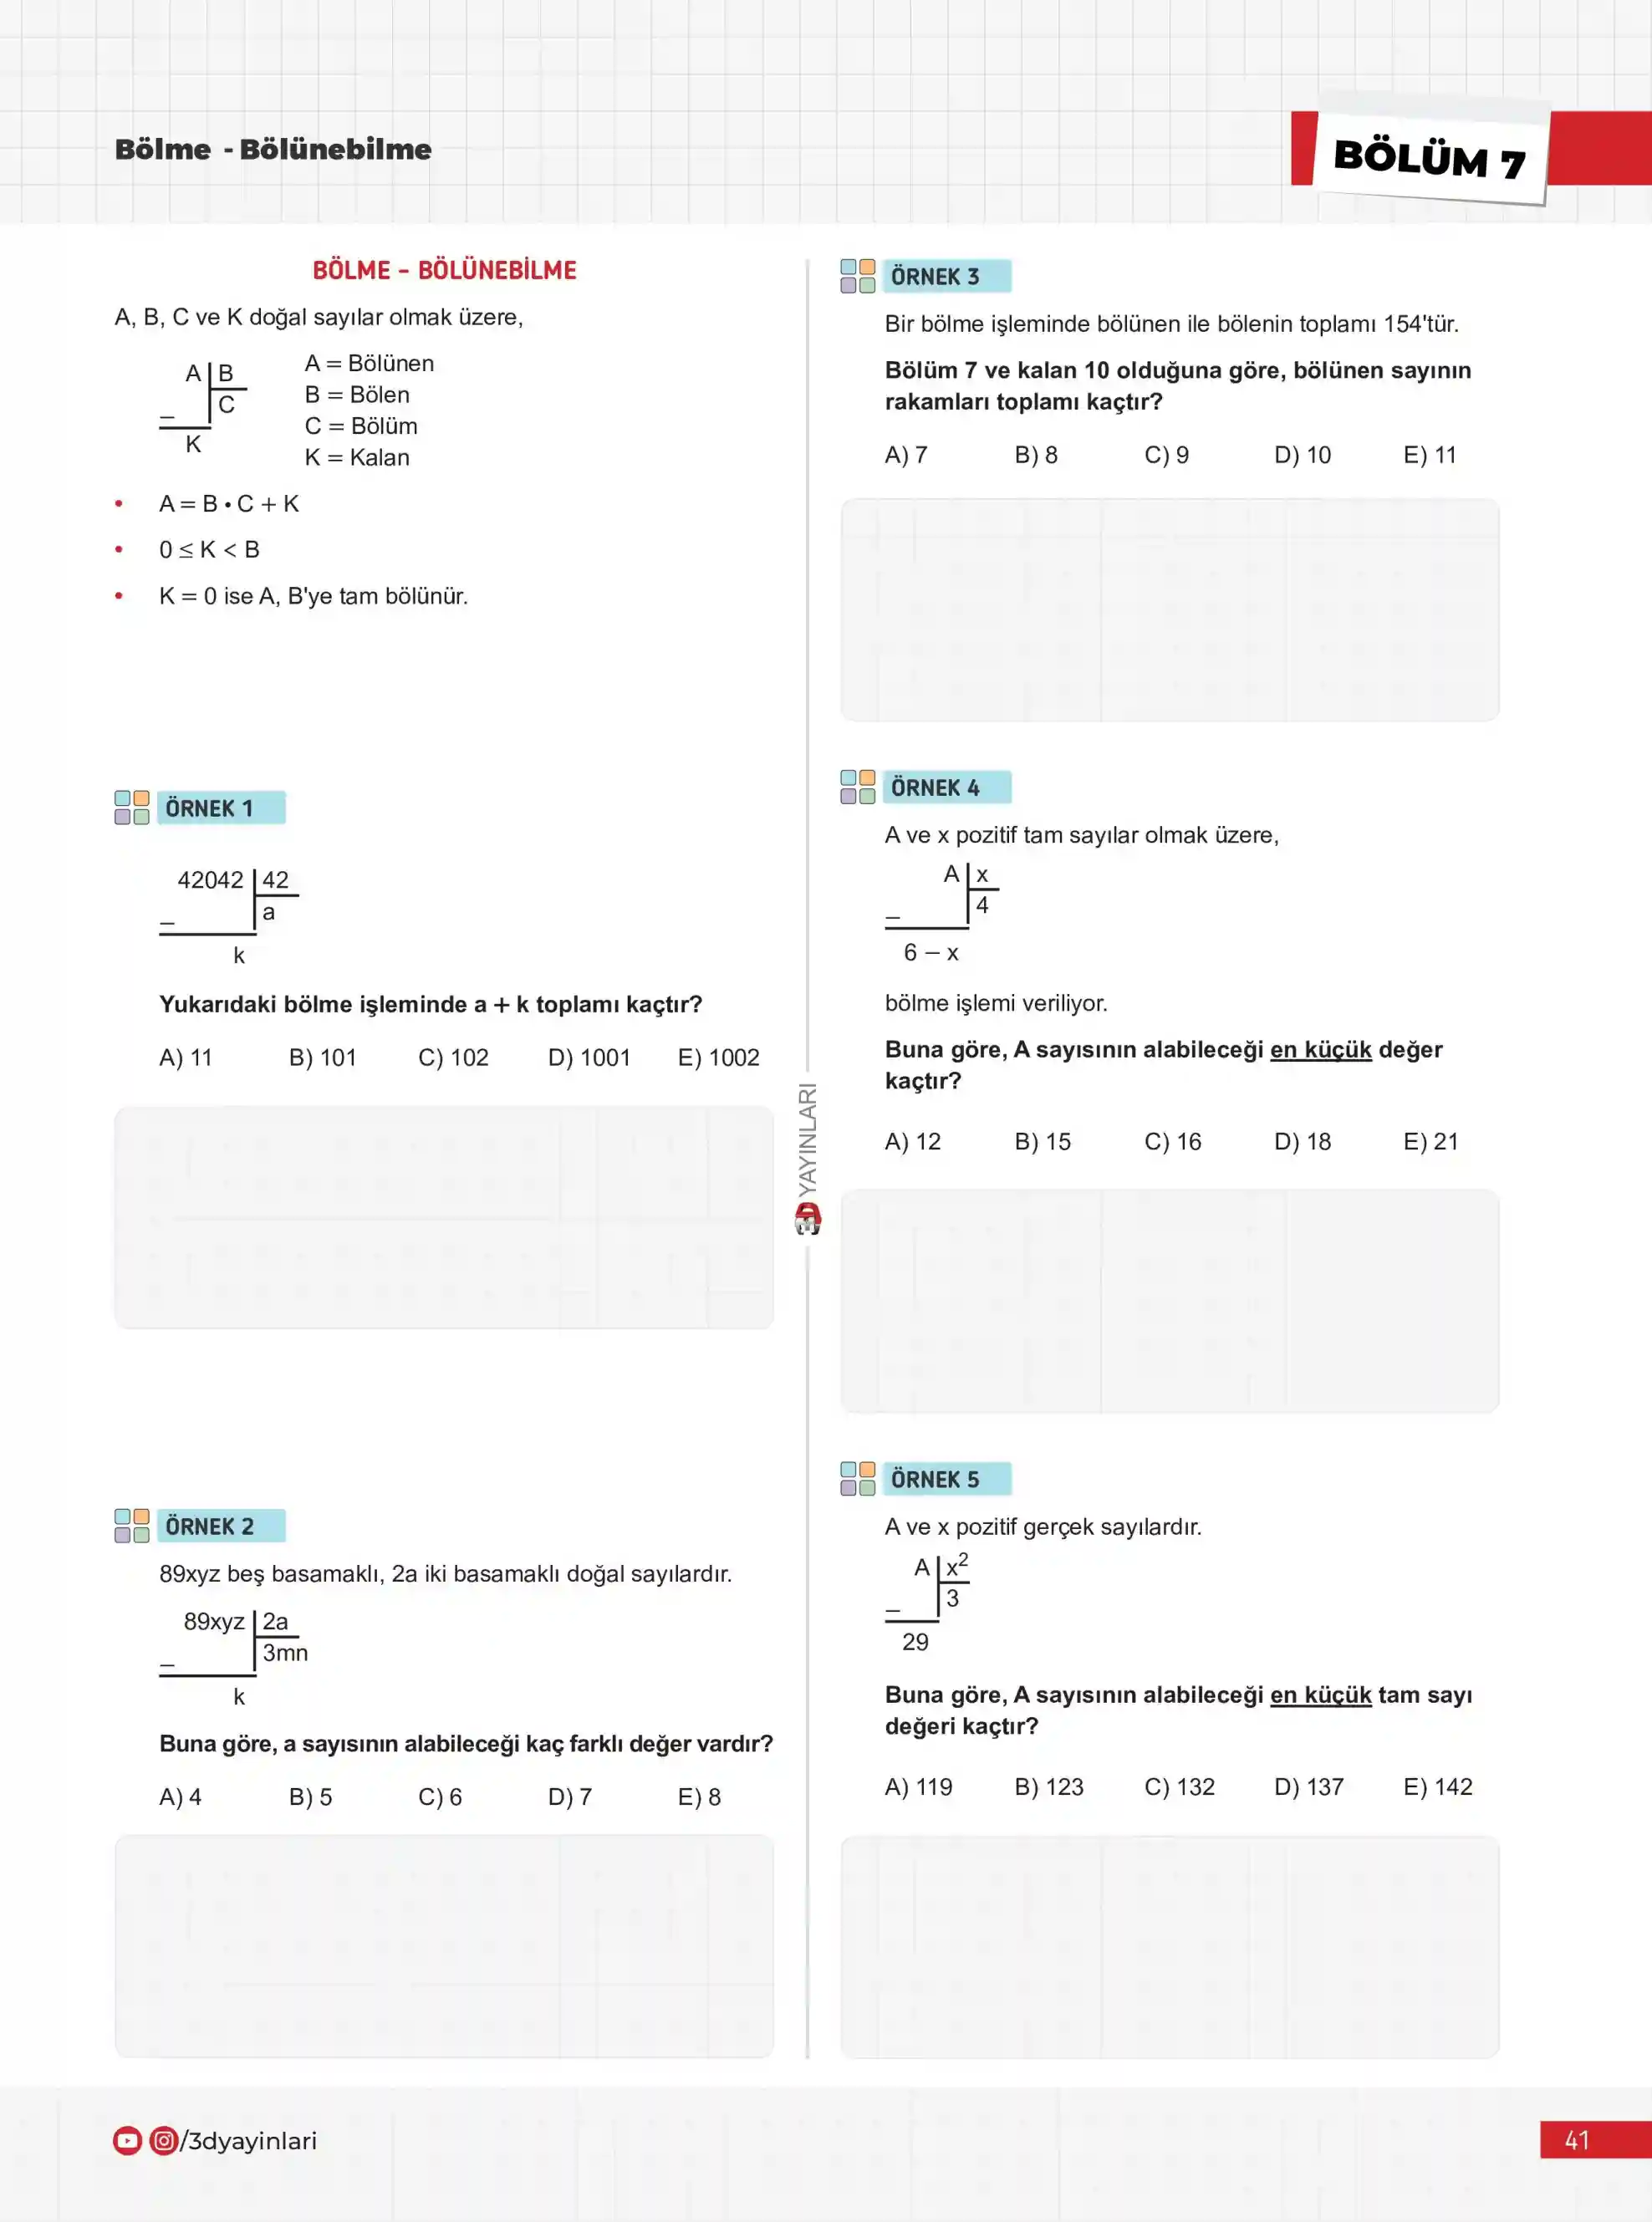 Bölme - Bölünebilme
BÖLÜM 7
BÖLME - BÖLÜNEBİLME
A, B, C ve K doğal sayılar olmak üzere,
A B
C
–
K
A = Bölünen
B = Bölen
C = Bölüm
K = Kalan
• A = B • C + K
• 0 ≤ K < B
• K = 0 ise A, B'ye tam bölünür.
ÖRNEK 1
42042 42
a
–
k
Yukarıdaki bölme işleminde a + k toplamı kaçtır?
A) 11 B) 101 C) 102 D) 1001 E) 1002
ÖRNEK 2
89xyz beş basamaklı, 2a iki basamaklı doğal sayılardır.
89xyz 2a
3mn
–
k
Buna göre, a sayısının alabileceği kaç farklı değer vardır?
A) 4 B) 5 C) 6 D) 7 E) 8
YAYINLARI
ÖRNEK 3
Bir bölme işleminde bölünen ile bölenin toplamı 154'tür.
Bölüm 7 ve kalan 10 olduğuna göre, bölünen sayının
rakamları toplamı kaçtır?
A) 7 B) 8 C) 9 D) 10 E) 11
ÖRNEK 4
A ve x pozitif tam sayılar olmak üzere,
A x
4
–
6 – x
bölme işlemi veriliyor.
Buna göre, A sayısının alabileceği en küçük değer
kaçtır?
A) 12 B) 15 C) 16 D) 18 E) 21
ÖRNEK 5
A ve x pozitif gerçek sayılardır.
A x²
3
–
29
Buna göre, A sayısının alabileceği en küçük tam sayı
değeri kaçtır?
A) 119 B) 123 C) 132 D) 137 E) 142
/3dyayinlari
41